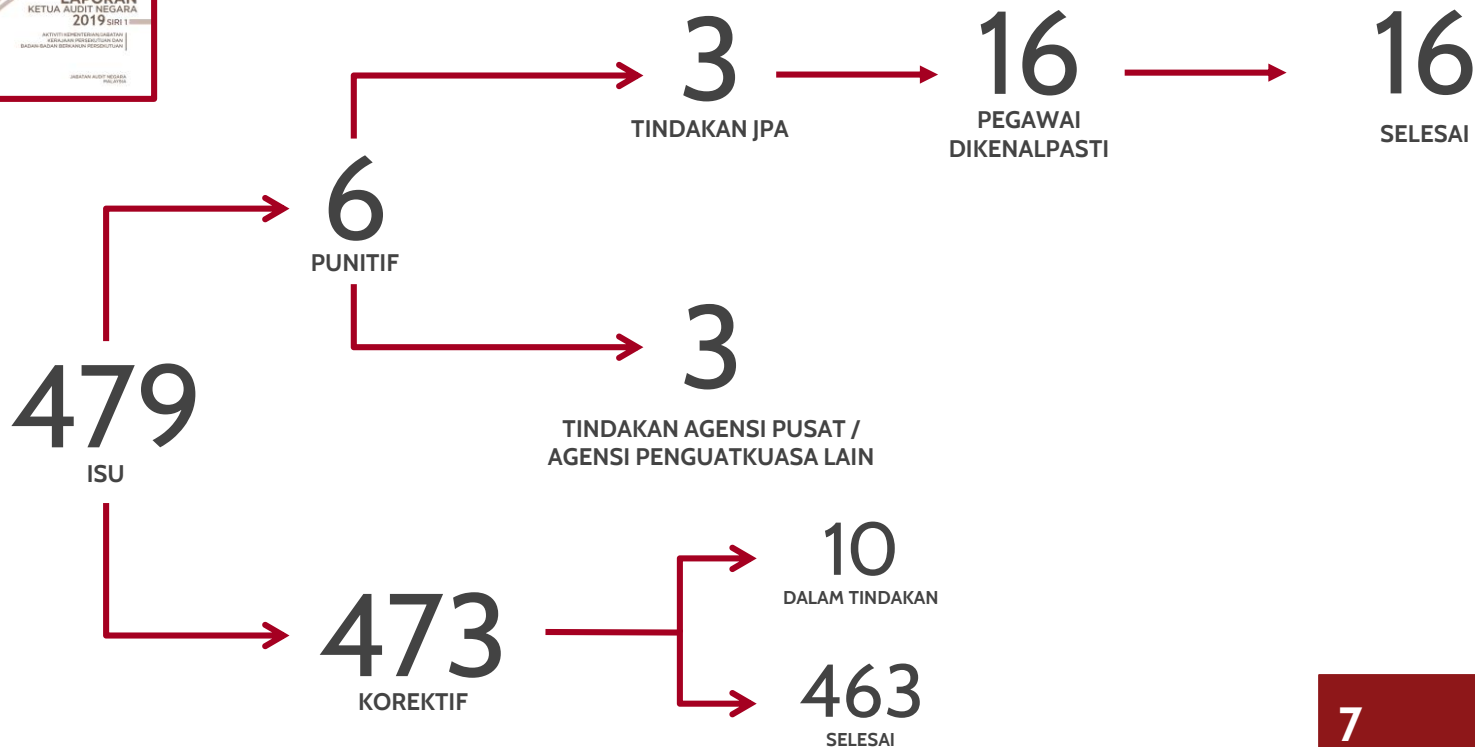 LAPORAN
KETUA AUDIT NEGARA
2019 SIRI 1
AKTIVITI KEMENTERIAN/JABATAN
KERAJAAN PERSEKUTUAN DAN
BADAN-BADAN BERKANUN PERSEKUTUAN
JABATAN AUDIT NEGARA
MALAYSIA
3
TINDAKAN JPA
16
PEGAWAI
DIKENALPASTI
16
SELESAI
6
PUNITIF
3
TINDAKAN AGENSI PUSAT /
AGENSI PENGUATKUASA LAIN
479
ISU
473
KOREKTIF
10
DALAM TINDAKAN
463
SELESAI
7